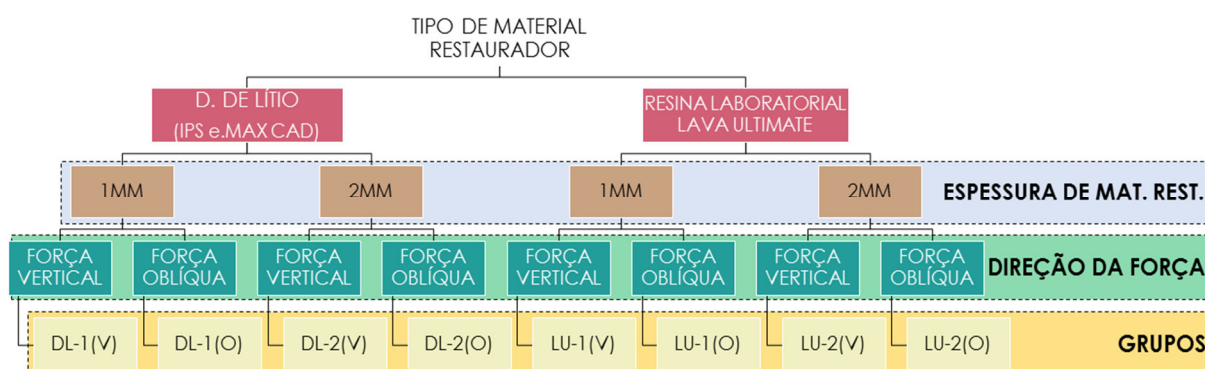 TIPO DE MATERIAL
RESTAURADOR
D. DE LÍTIO
(IPS e.MAX CAD)
RESINA LABORATORIAL
LAVA ULTIMATE
1MM
2MM
1MM
2MM
ESPESSURA DE MAT. REST.
FORÇA
VERTICAL
FORÇA
OBLÍQUA
FORÇA
VERTICAL
FORÇA
OBLÍQUA
FORÇA
VERTICAL
FORÇA
OBLÍQUA
FORÇA
VERTICAL
FORÇA
OBLÍQUA
DIREÇÃO DA FORÇA
DL-1(V)
DL-1(O)
DL-2(V)
DL-2(O)
LU-1(V)
LU-1(O)
LU-2(V)
LU-2(O)
GRUPOS